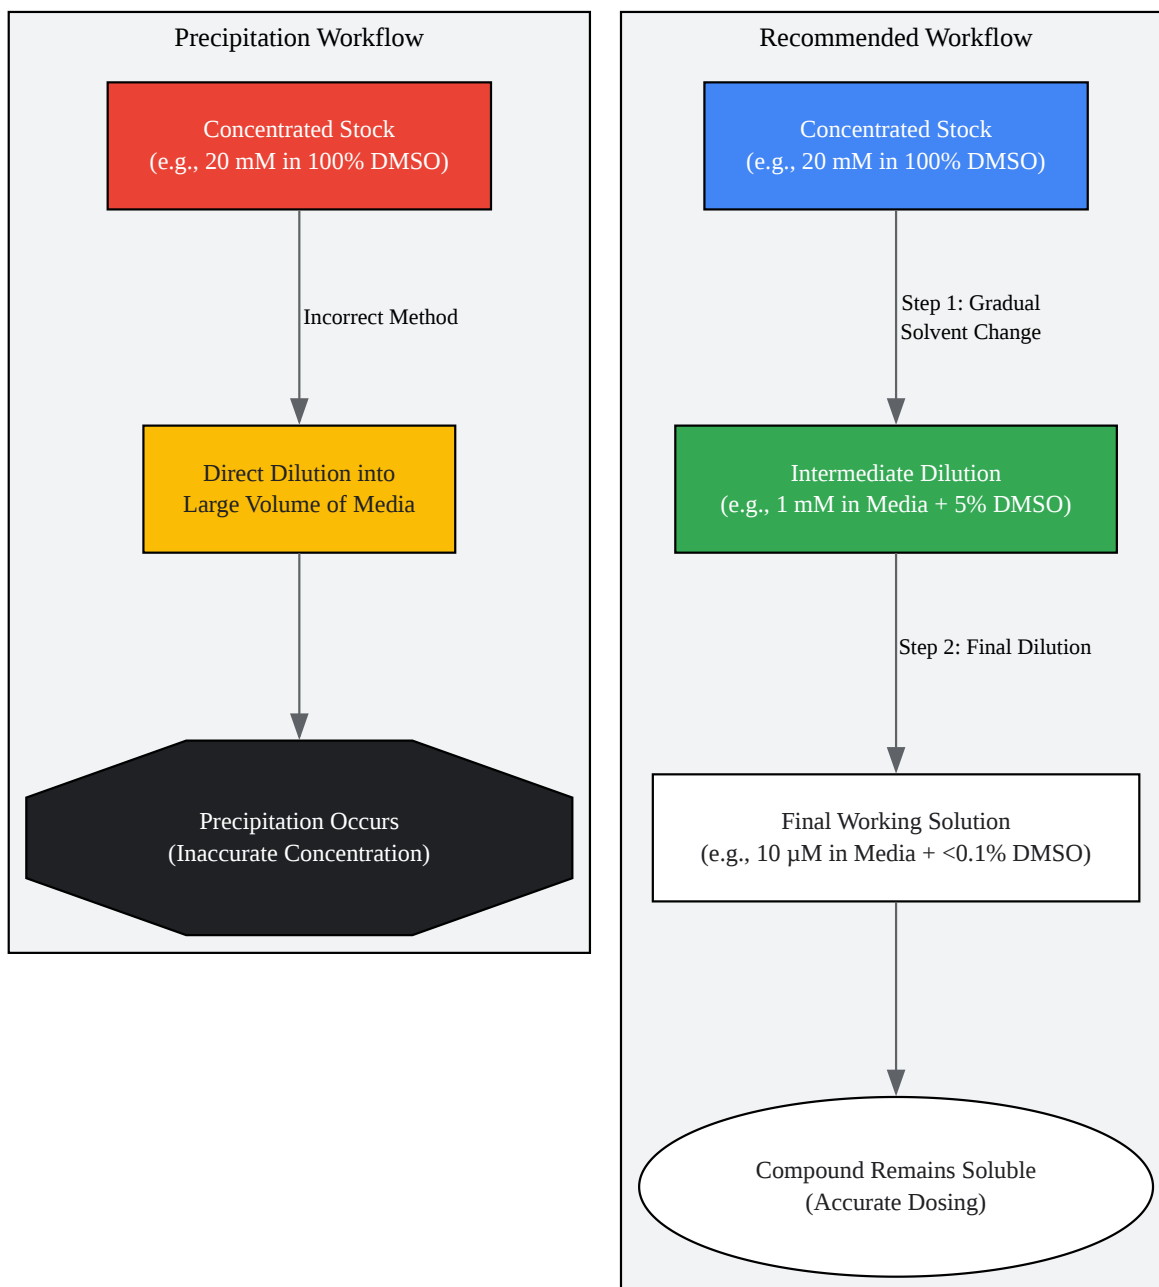 Precipitation Workflow
Concentrated Stock
(e.g., 20 mM in 100% DMSO)
Incorrect Method
Direct Dilution into
Large Volume of Media
Precipitation Occurs
(Inaccurate Concentration)
Recommended Workflow
Concentrated Stock
(e.g., 20 mM in 100% DMSO)
Step 1: Gradual
Solvent Change
Intermediate Dilution
(e.g., 1 mM in Media + 5% DMSO)
Step 2: Final Dilution
Final Working Solution
(e.g., 10 µM in Media + <0.1% DMSO)
Compound Remains Soluble
(Accurate Dosing)